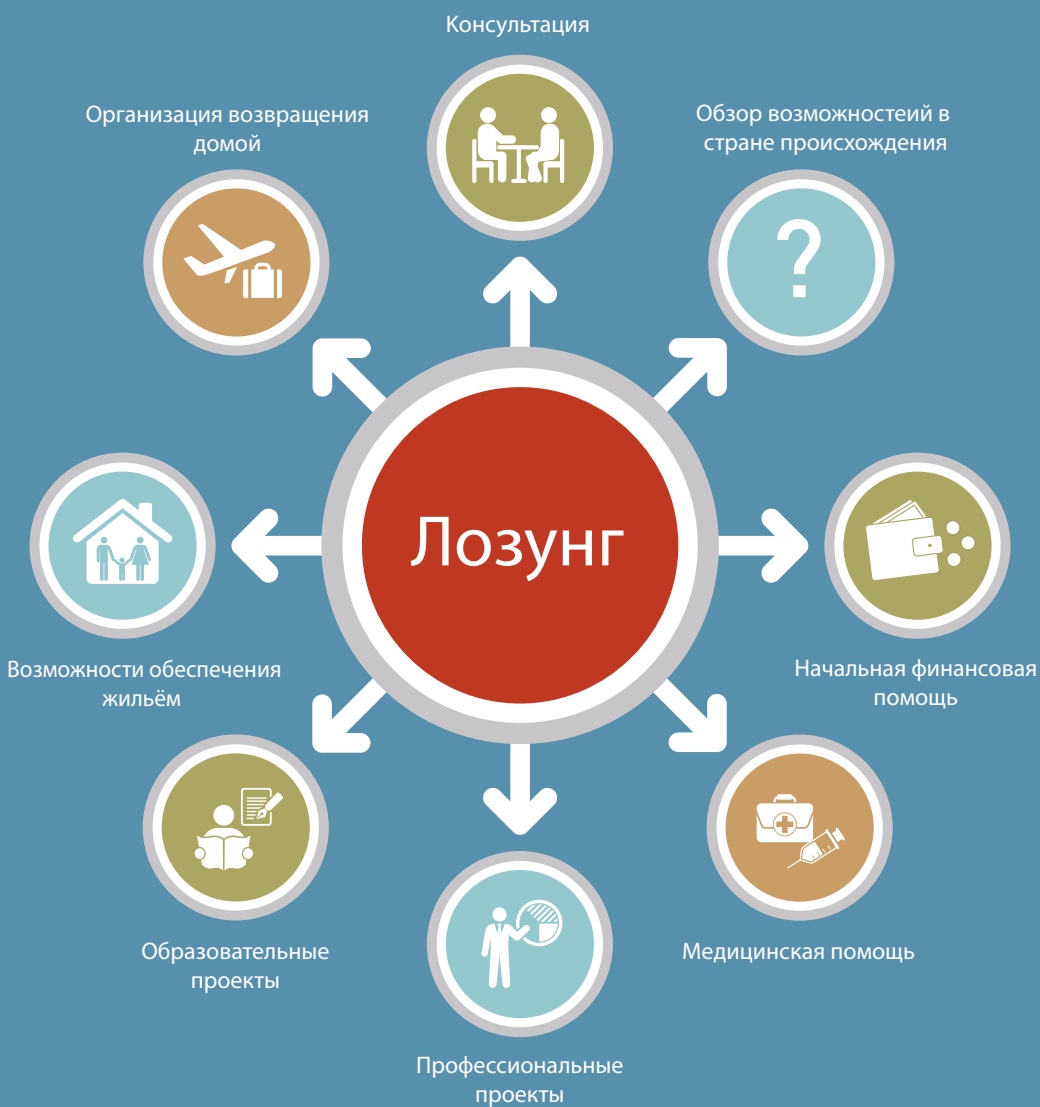 Консультация
Организация возвращения
домой
Обзор возможностеий в
стране происхождения
Лозунг
Возможности обеспечения
жильём
Начальная финансовая
помощь
Образовательные
проекты
Медицинская помощь
Профессиональные
проекты